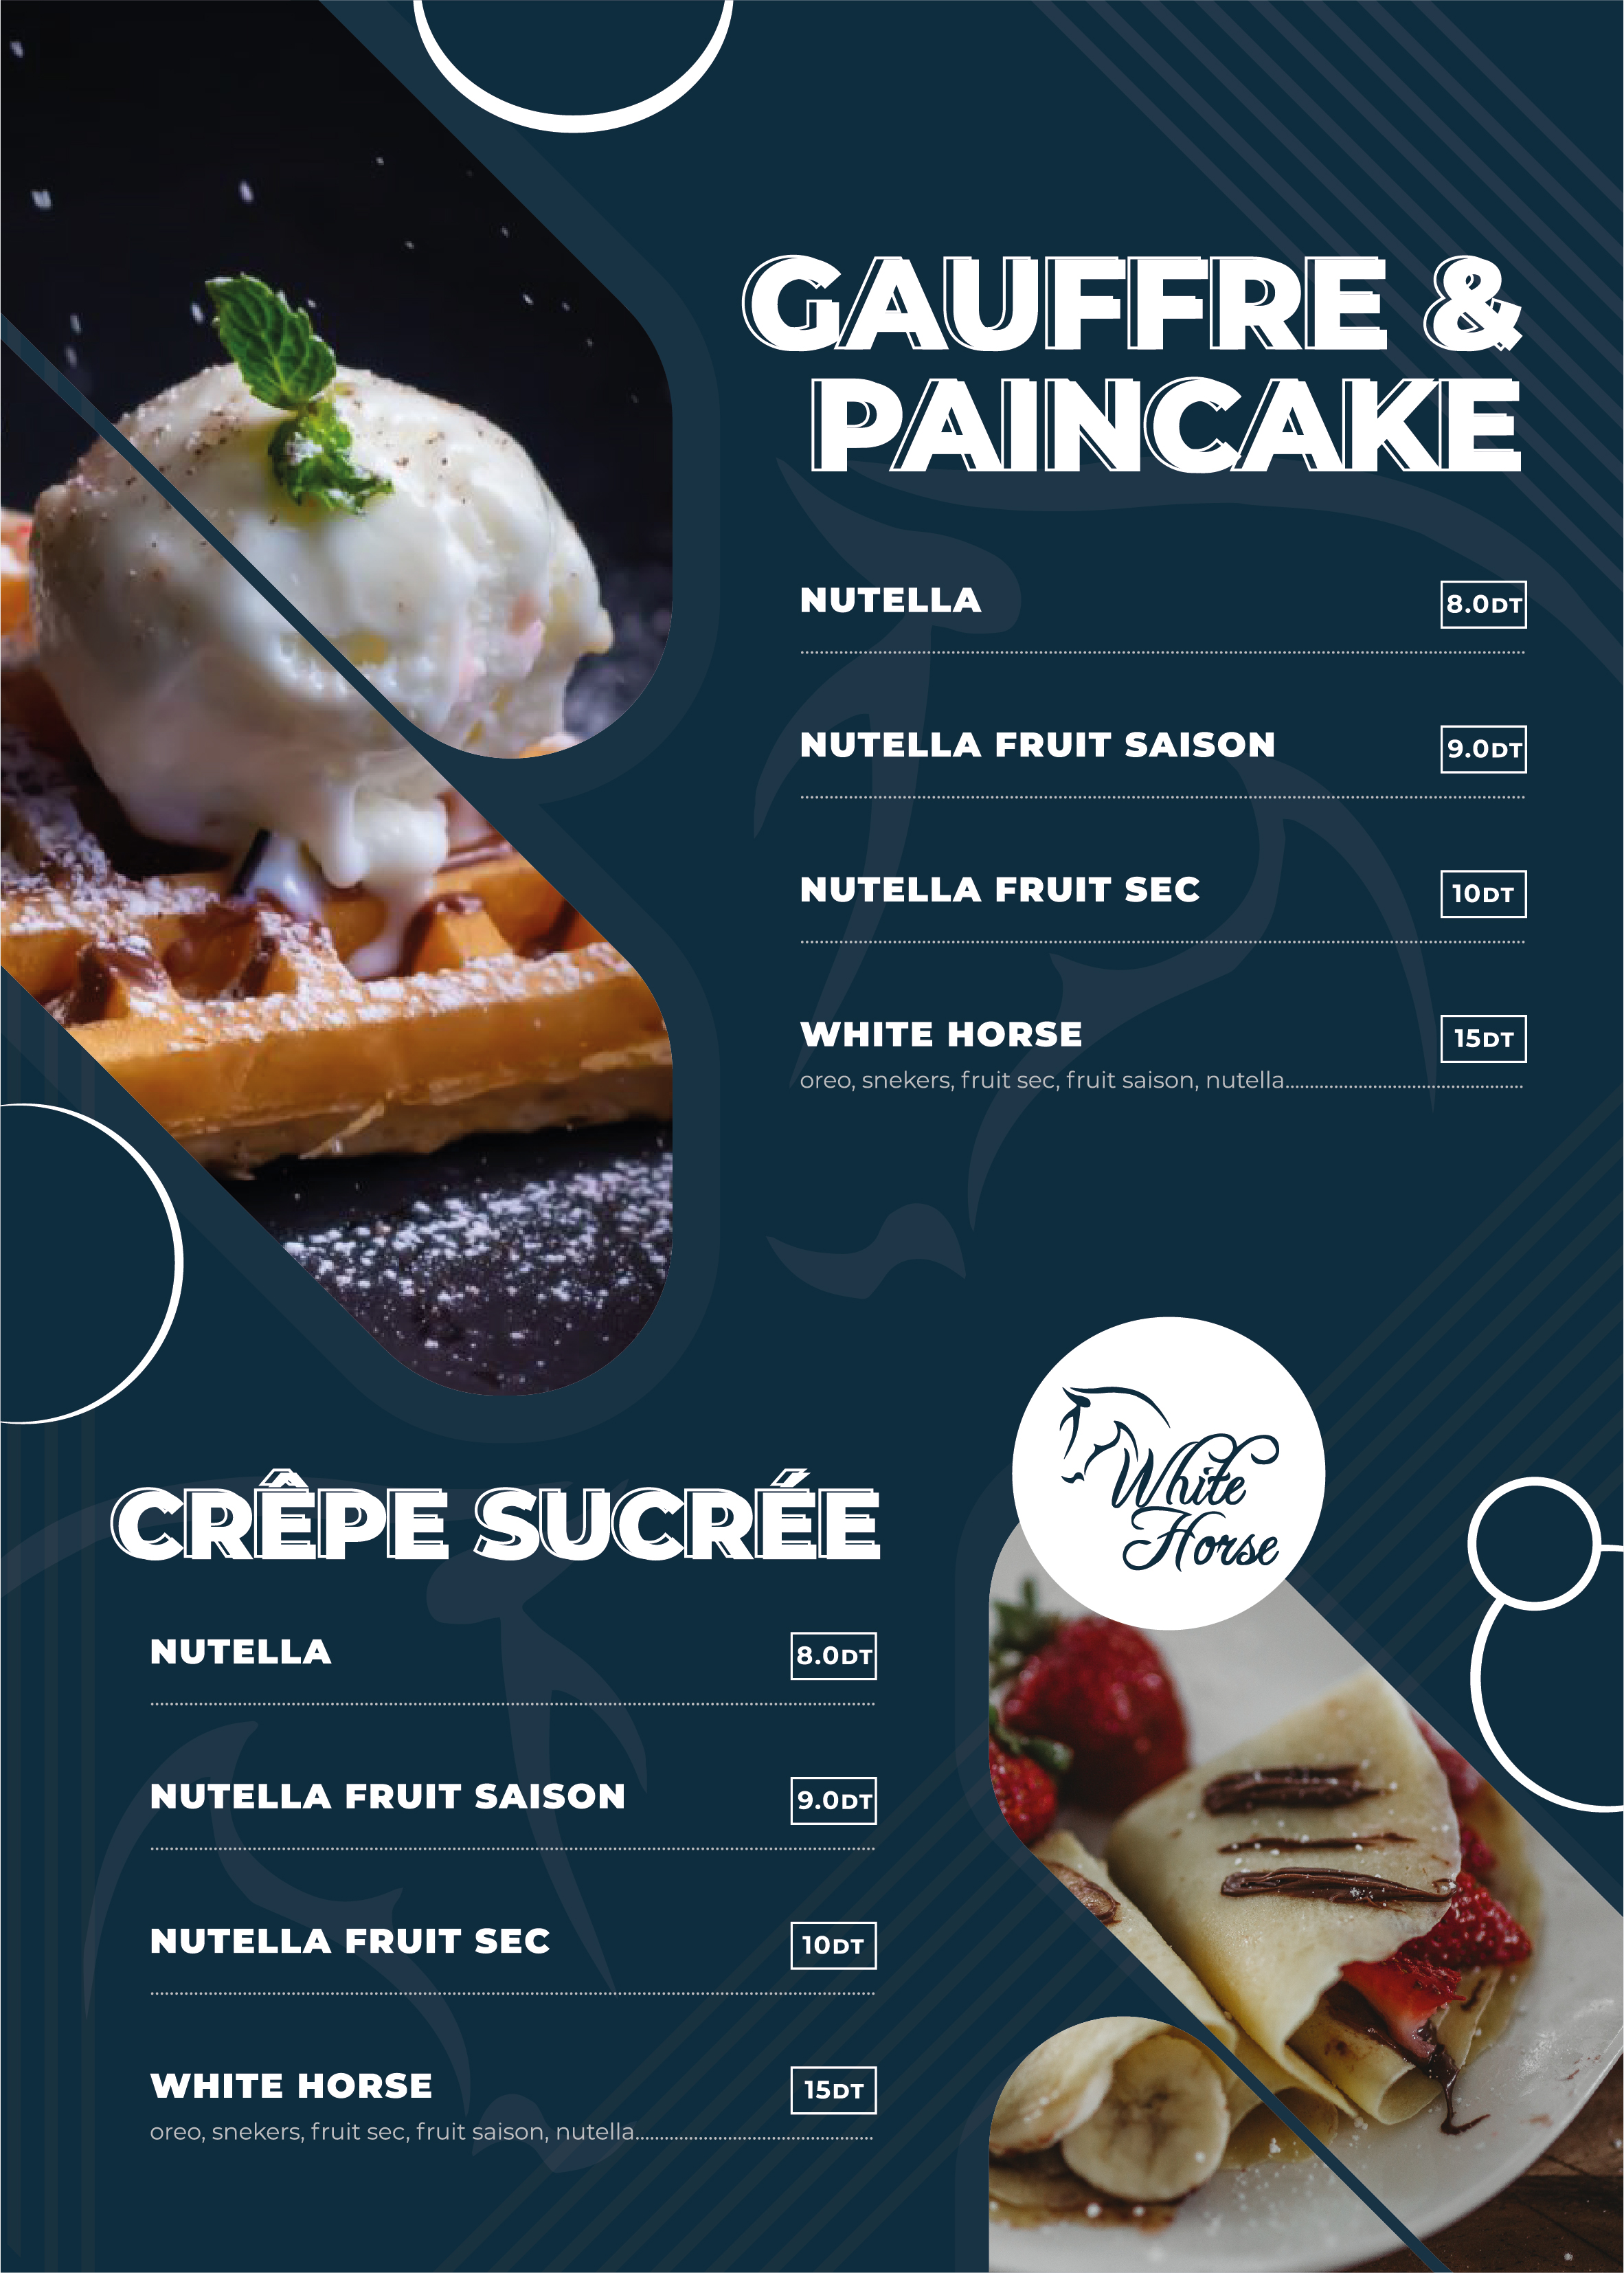 GAUFFRE &
PAINCAKE
NUTELLA 8.0DT
NUTELLA FRUIT SAISON 9.0DT
NUTELLA FRUIT SEC 10DT
WHITE HORSE 15DT
oreo, snekers, fruit sec, fruit saison, nutella
White
Horse
CRÊPE SUCRÉE
NUTELLA 8.0DT
NUTELLA FRUIT SAISON 9.0DT
NUTELLA FRUIT SEC 10DT
WHITE HORSE 15DT
oreo, snekers, fruit sec, fruit saison, nutella